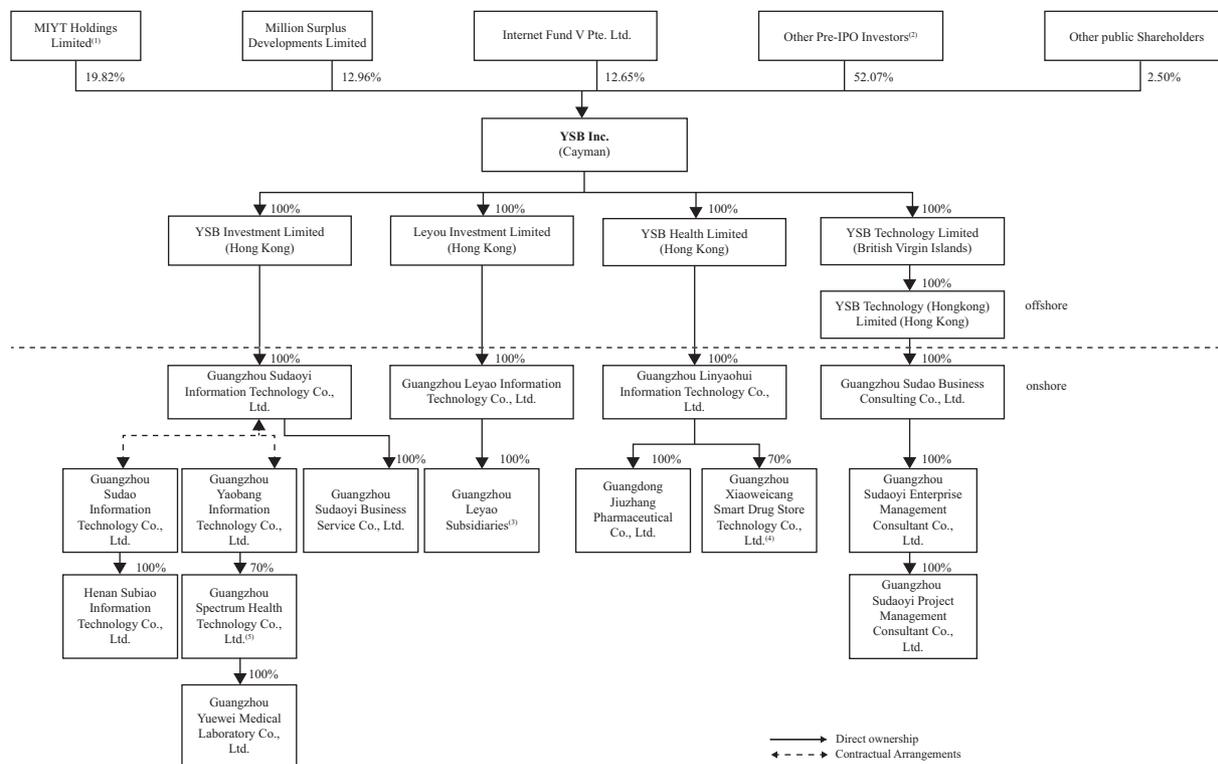 MIYT Holdings
Limited(1)
Million Surplus
Developments Limited
Internet Fund V Pte. Ltd.
Other Pre-IPO Investors(2)
Other public Shareholders
19.82%
12.96%
12.65%
52.07%
2.50%
YSB Inc.
(Cayman)
100%
100%
100%
100%
YSB Investment Limited
(Hong Kong)
Leyou Investment Limited
(Hong Kong)
YSB Health Limited
(Hong Kong)
YSB Technology Limited
(British Virgin Islands)
100%
YSB Technology (Hongkong)
Limited (Hong Kong)
offshore
100%
100%
100%
100%
Guangzhou Sudaoyi
Information Technology Co.,
Ltd.
Guangzhou Leyao Information
Technology Co., Ltd.
Guangzhou Linyaohui
Information Technology Co.,
Ltd.
Guangzhou Sudao Business
Consulting Co., Ltd.
onshore
100%
100%
100%
70%
100%
Guangzhou
Sudao
Information
Technology Co.,
Ltd.
Guangzhou
Yaobang
Information
Technology Co.,
Ltd.
Guangzhou
Sudaoyi Business
Service Co., Ltd.
Guangzhou
Leyao
Subsidiaries(3)
Guangdong
Jiuzhang
Pharmaceutical
Co., Ltd.
Guangzhou
Xiaoweicang
Smart Drug Store
Technology Co.,
Ltd.(4)
Guangzhou
Sudaoyi Enterprise
Management
Consultant Co.,
Ltd.
100%
70%
100%
Henan Subiao
Information
Technology Co.,
Ltd.
Guangzhou
Spectrum Health
Technology Co.,
Ltd.(5)
Guangzhou
Sudaoyi Project
Management
Consultant Co.,
Ltd.
100%
Guangzhou
Yuewei Medical
Laboratory Co.,
Ltd.
Direct ownership
Contractual Arrangements